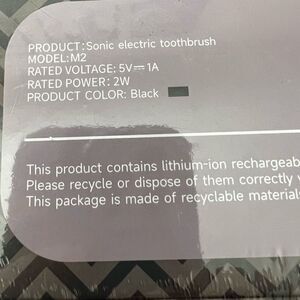 PRODUCT:Sonic electric toothbrush
MODEL:M2
RATED VOLTAGE: 5V⎓1A
RATED POWER: 2W
PRODUCT COLOR: Black
This product contains lithium-ion
Please recycle or dispose of them correctly
This package is made of recyclable